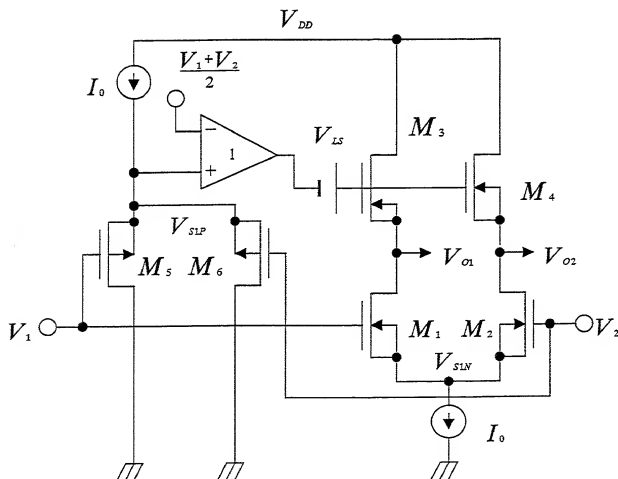 V_DD
V_1 + V_2
2
I_0
−
V_LS
M_3
1
+
M_4
V_S1P
M_5
M_6
V_O1
V_O2
V_1
M_1
M_2
V_2
V_S1N
I_0